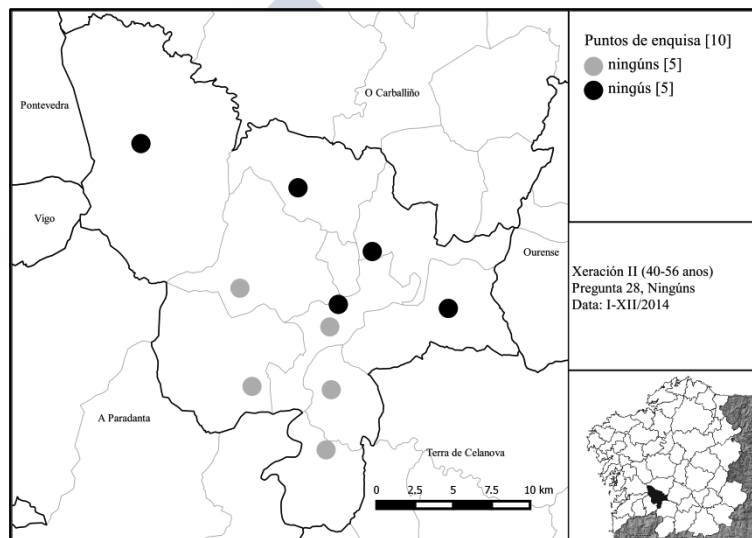 Puntos de enquisa [10]
ningúns [5]
ningús [5]
O Carballiño
Pontevedra
Vigo
Ourense
Xeración II (40-56 anos)
Pregunta 28, Ningúns
Data: I-XII/2014
A Paradanta
Terra de Celanova
0 2,5 5 7,5 10 km